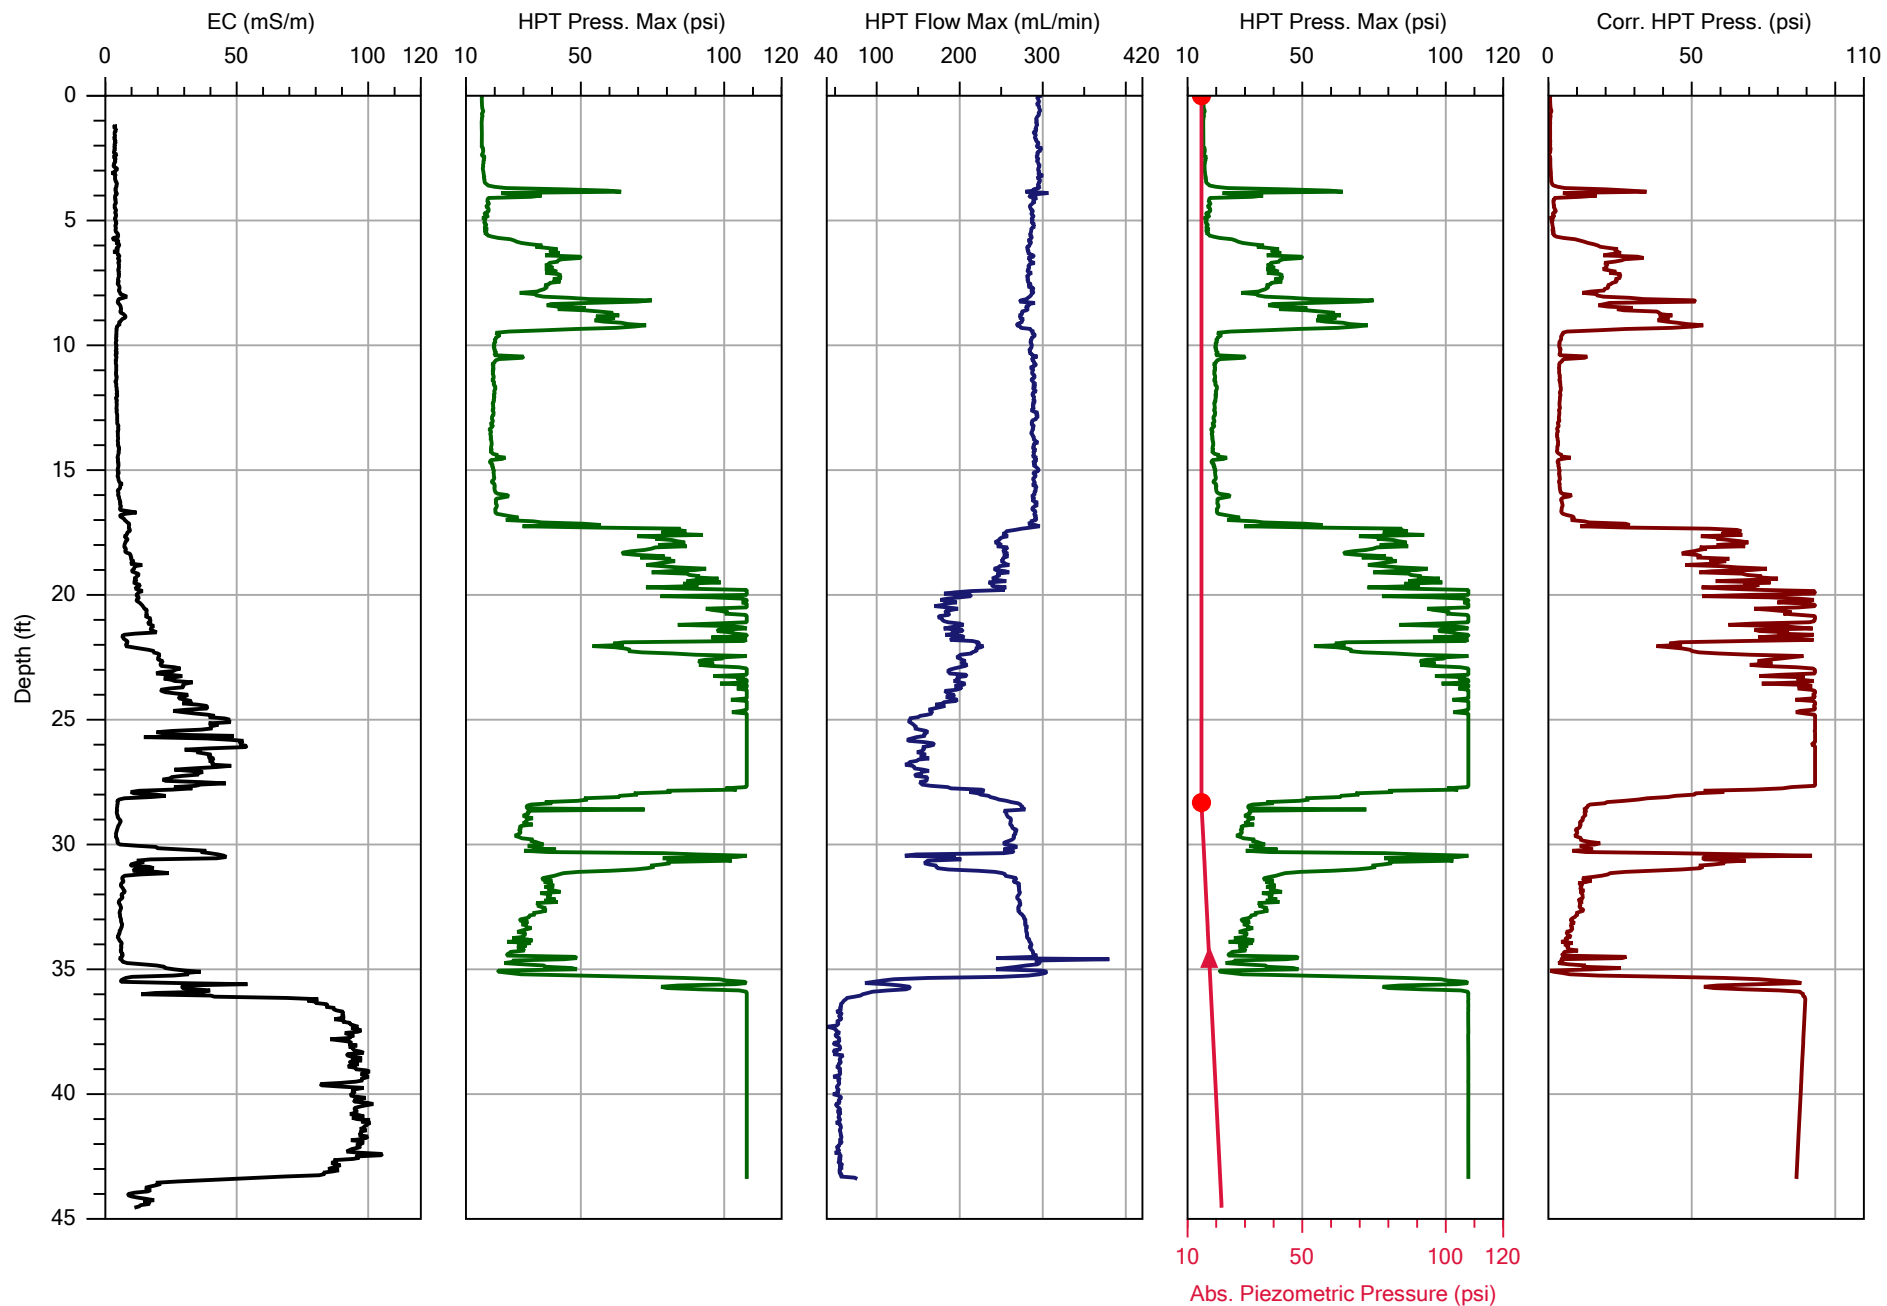 EC (mS/m) HPT Press. Max (psi) HPT Flow Max (mL/min) HPT Press. Max (psi) Corr. HPT Press. (psi)
0 50 100 120 10 50 100 120 40 100 200 300 420 10 50 100 120 0 50 110
0
5
10
15
20
Depth (ft)
25
30
35
40
45
10 50 100 120
Abs. Piezometric Pressure (psi)